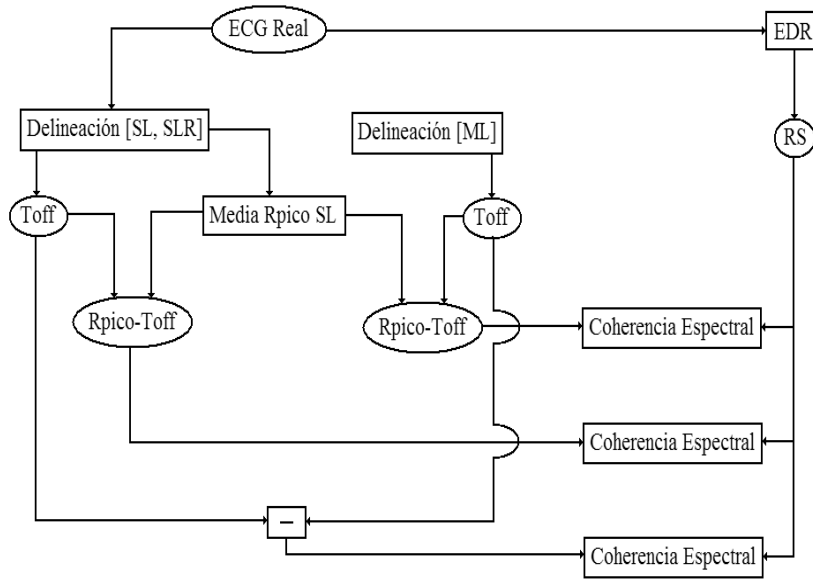 ECG Real
EDR
Delineación [SL, SLR]
Delineación [ML]
RS
Toff
Media Rpico SL
Toff
Rpico-Toff
Rpico-Toff
Coherencia Espectral
Coherencia Espectral
−
Coherencia Espectral